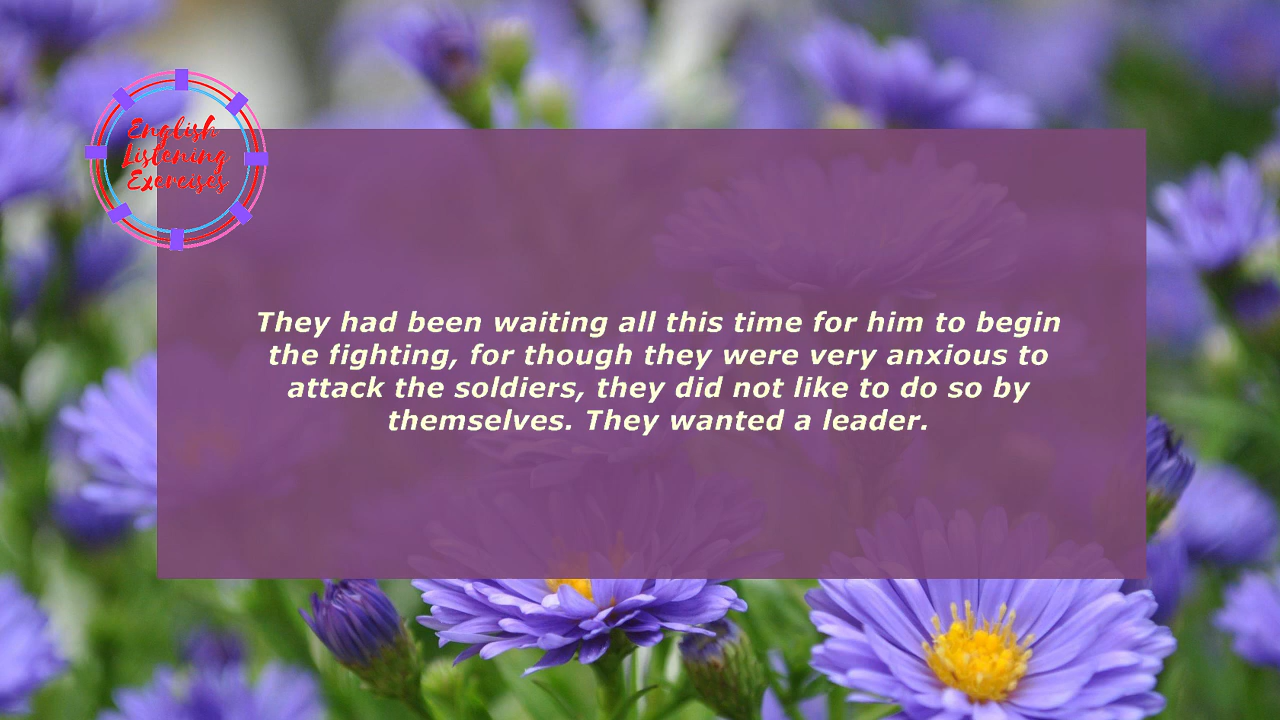 English
Listening
Exercises
They had been waiting all this time for him to begin
the fighting, for though they were very anxious to
attack the soldiers, they did not like to do so by
themselves. They wanted a leader.